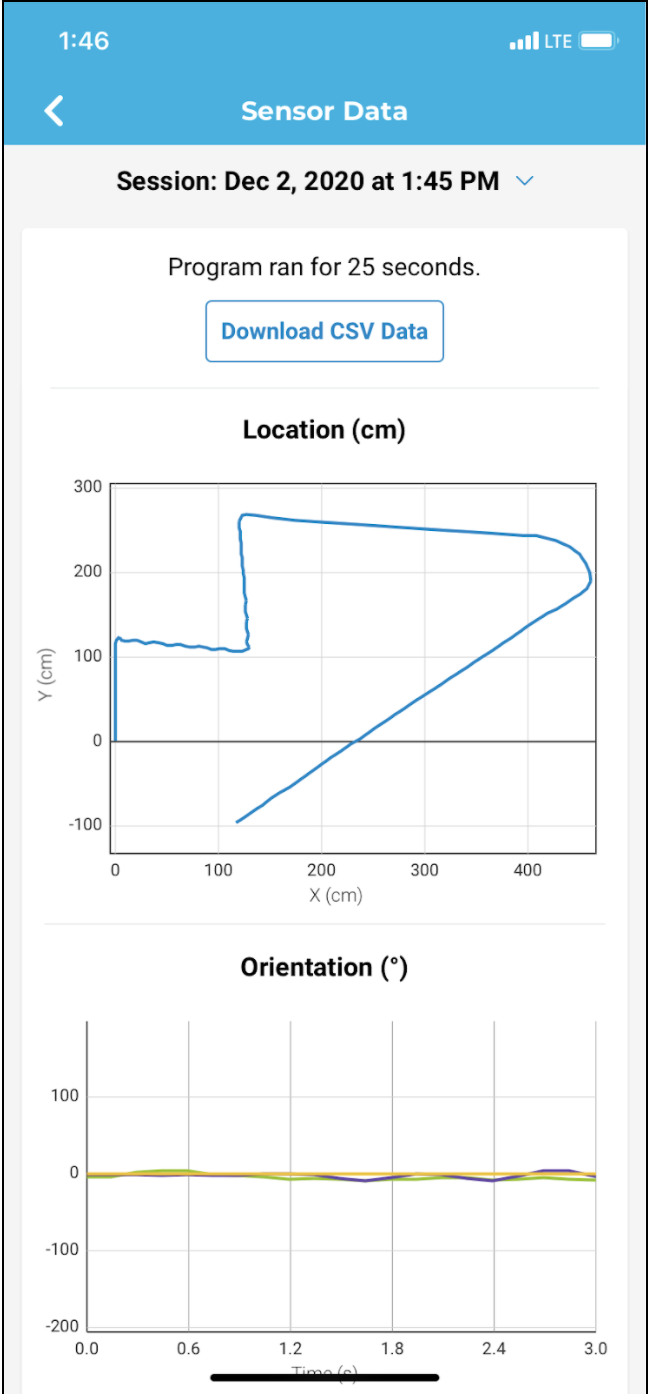 1:46
LTE
Sensor Data
Session: Dec 2, 2020 at 1:45 PM
Program ran for 25 seconds.
Download CSV Data
Location (cm)
300
200
100
0
-100
Y (cm)
0 100 200 300 400
X (cm)
Orientation (°)
100
0
-100
-200
0.0 0.6 1.2 1.8 2.4 3.0
Time (s)